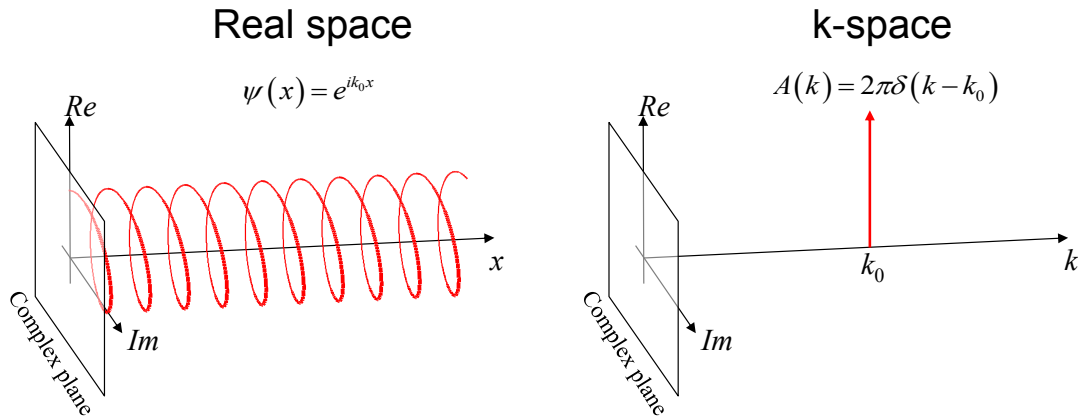 Real space
ψ(x) = e^{ik₀x}
Re
x
Im
Complex plane
k-space
A(k) = 2πδ(k − k₀)
Re
k₀
k
Im
Complex plane